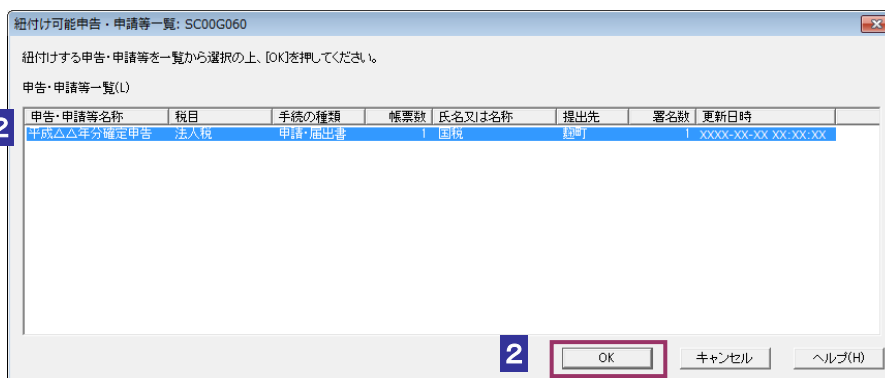 紐付け可能申告・申請等一覧: SC00G060
紐付けする申告・申請等を一覧から選択の上、[OK]を押してください。
申告・申請等一覧(L)
申告・申請等名称 税目 手続の種類 帳票数 氏名又は名称 提出先 署名数 更新日時
2 平成△△年分確定申告 法人税 申請・届出書 1 国税 麹町 1 XXXX-XX-XX XX:XX:XX
2 OK キャンセル ヘルプ(H)